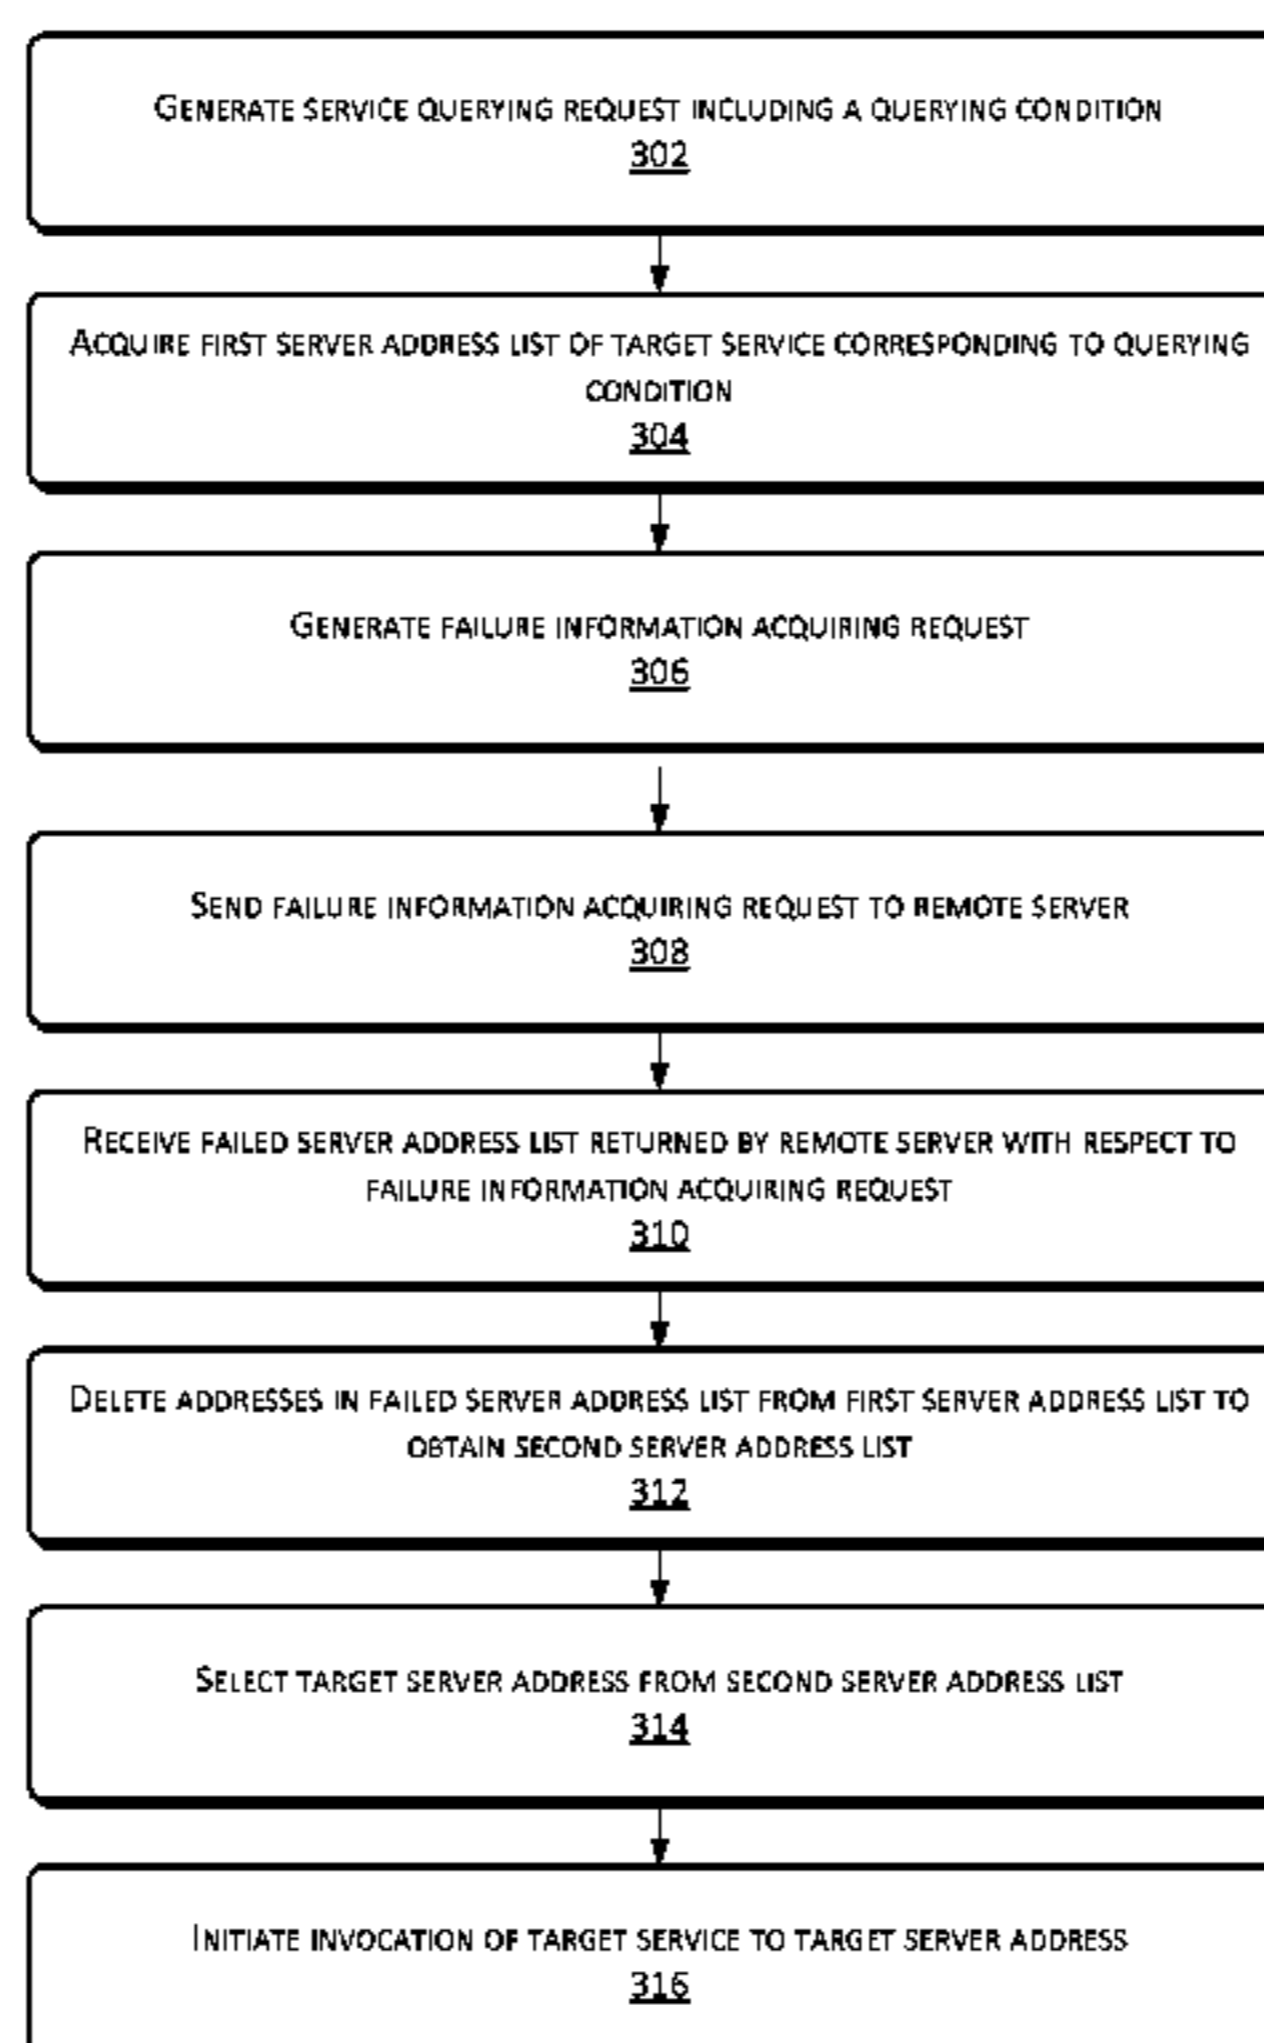 GENERATE SERVICE QUERYING REQUEST INCLUDING A QUERYING CONDITION
302
ACQUIRE FIRST SERVER ADDRESS LIST OF TARGET SERVICE CORRESPONDING TO QUERYING
CONDITION
304
GENERATE FAILURE INFORMATION ACQUIRING REQUEST
306
SEND FAILURE INFORMATION ACQUIRING REQUEST TO REMOTE SERVER
308
RECEIVE FAILED SERVER ADDRESS LIST RETURNED BY REMOTE SERVER WITH RESPECT TO
FAILURE INFORMATION ACQUIRING REQUEST
310
DELETE ADDRESSES IN FAILED SERVER ADDRESS LIST FROM FIRST SERVER ADDRESS LIST TO
OBTAIN SECOND SERVER ADDRESS LIST
312
SELECT TARGET SERVER ADDRESS FROM SECOND SERVER ADDRESS LIST
314
INITIATE INVOCATION OF TARGET SERVICE TO TARGET SERVER ADDRESS
316